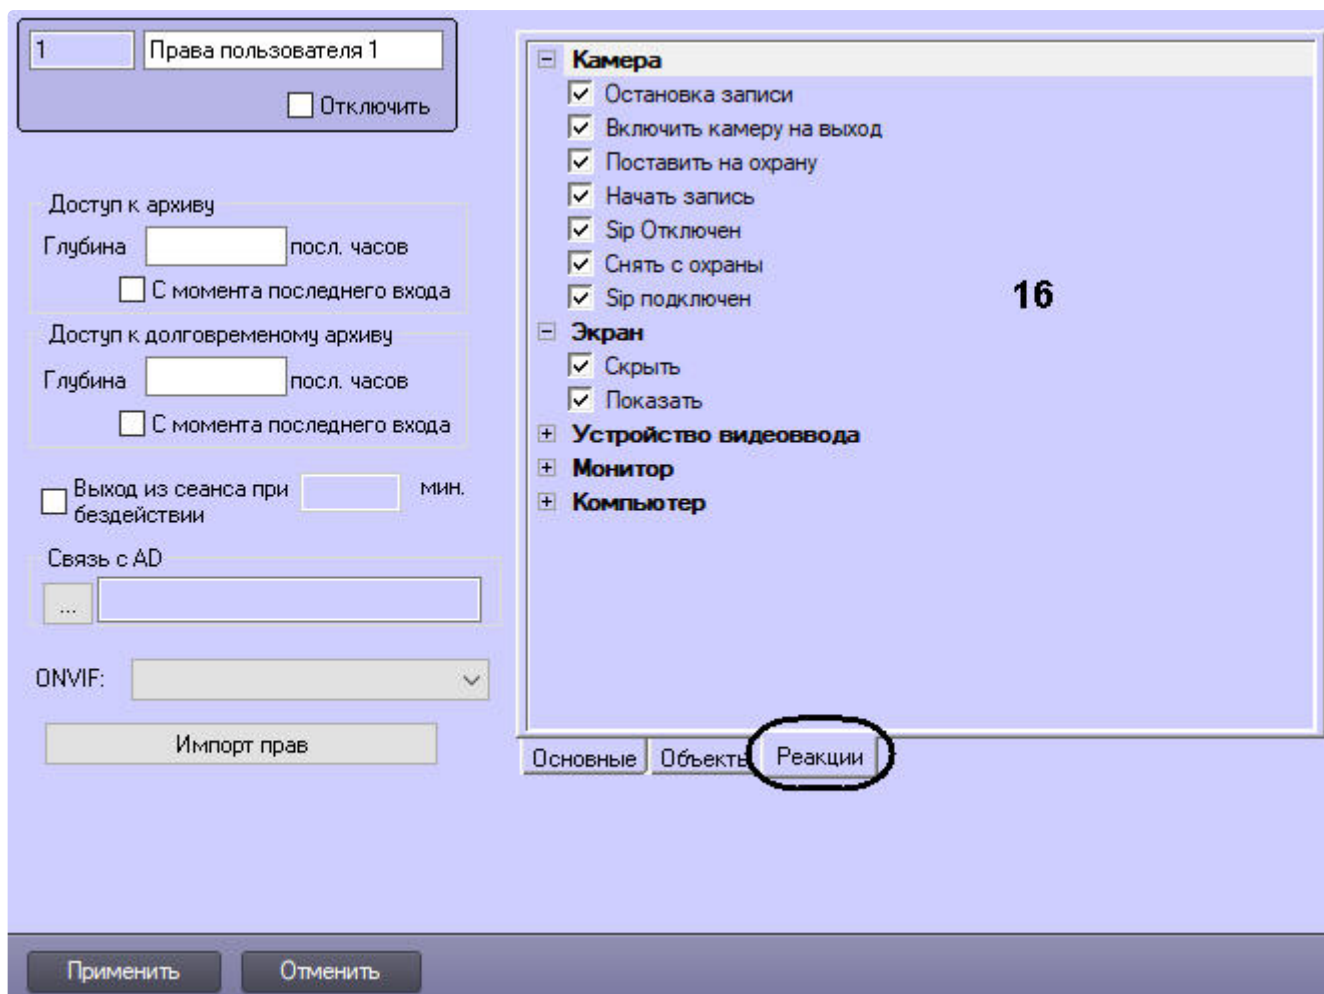 1
Права пользователя 1
Отключить
Доступ к архиву
Глубина
посл. часов
С момента последнего входа
Доступ к долговременому архиву
Глубина
посл. часов
С момента последнего входа
Выход из сеанса при
бездействии
мин.
Связь с AD
...
ONVIF:
Импорт прав
Камера
Остановка записи
Включить камеру на выход
Поставить на охрану
Начать запись
Sip Отключен
Снять с охраны
Sip подключен
16
Экран
Скрыть
Показать
Устройство видеоввода
Монитор
Компьютер
Основные Объекты Реакции
Применить Отменить